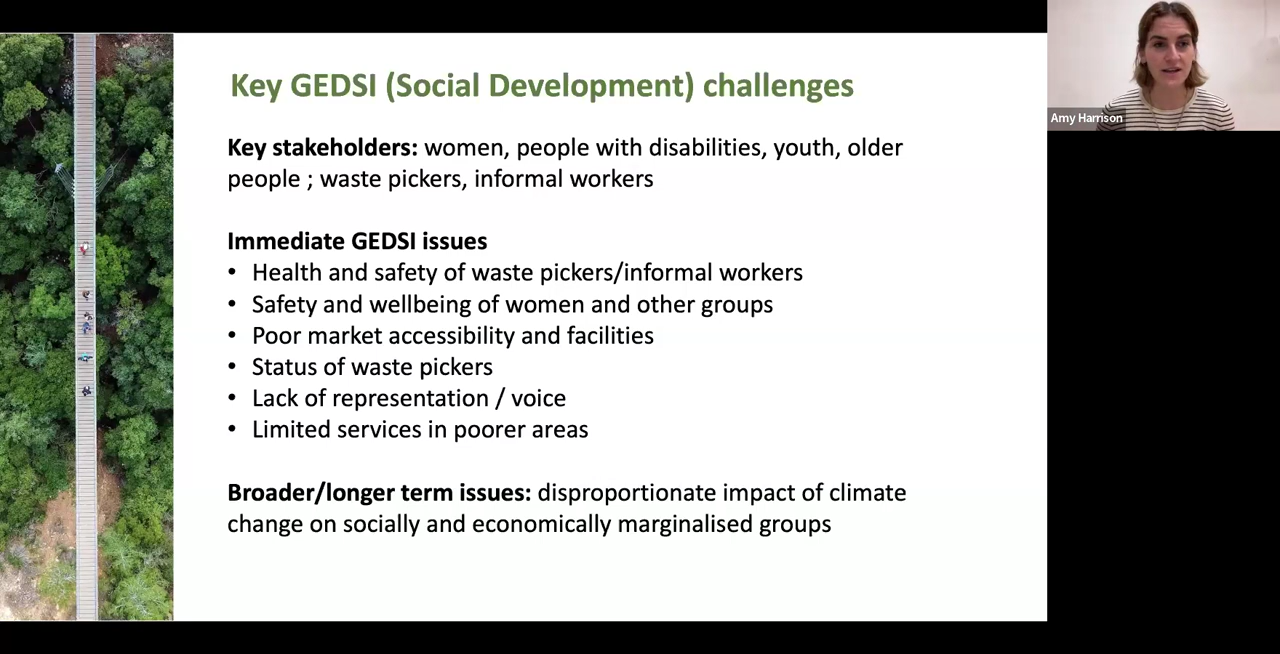 Key GEDSI (Social Development) challenges
Key stakeholders: women, people with disabilities, youth, older
people ; waste pickers, informal workers
Immediate GEDSI issues
• Health and safety of waste pickers/informal workers
• Safety and wellbeing of women and other groups
• Poor market accessibility and facilities
• Status of waste pickers
• Lack of representation / voice
• Limited services in poorer areas
Broader/longer term issues: disproportionate impact of climate
change on socially and economically marginalised groups
Amy Harrison